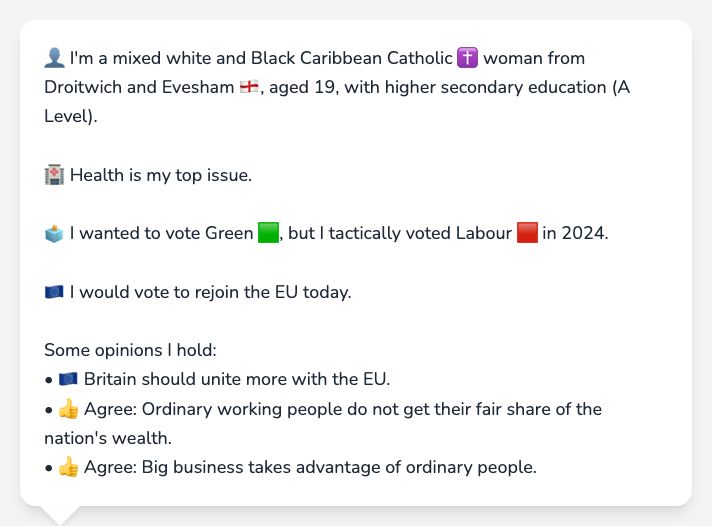 👤 I'm a mixed white and Black Caribbean Catholic ✝️ woman from
Droitwich and Evesham 🏴󠁧󠁢󠁥󠁮󠁧󠁿, aged 19, with higher secondary education (A
Level).
🏥 Health is my top issue.
🗳️ I wanted to vote Green 🟩, but I tactically voted Labour 🟥 in 2024.
🇪🇺 I would vote to rejoin the EU today.
Some opinions I hold:
• 🇪🇺 Britain should unite more with the EU.
• 👍 Agree: Ordinary working people do not get their fair share of the
nation's wealth.
• 👍 Agree: Big business takes advantage of ordinary people.